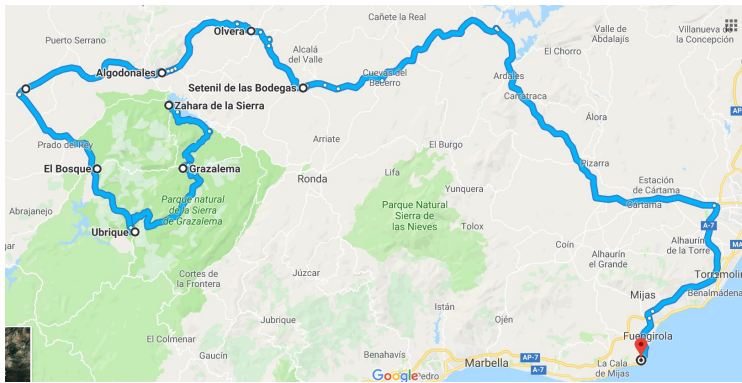 Cañete la Real
Puerto Serrano
Olvera
Alcalá
del Valle
Valle de
Abdalajís
Villanueva de
la Concepción
El Chorro
Algodonales
Cuevas del
Becerro
Ardales
Setenil de las Bodegas
Carratraca
Zahara de la Sierra
Álora
Prado del Rey
Arriate
El Burgo
Pizarra
El Bosque
Grazalema
Ronda
Lifa
Yunquera
Estación
de Cártama
Cártama
Parque natural
de la Sierra
de Grazalema
Parque Natural
Sierra de
las Nieves
Abrajanejo
Ubrique
Tolox
A-7
Coín
Alhaurín
de la Torre
Alhaurín
el Grande
Cortes de
la Frontera
Júzcar
Torremolin
Mijas
Benalmádena
Istán
Ojén
Jubrique
Fuengirola
El Colmenar
Gaucín
Benahavís
Marbella
AP-7
A-7
La Cala
de Mijas
Google
Pedro
AP
MA
gar